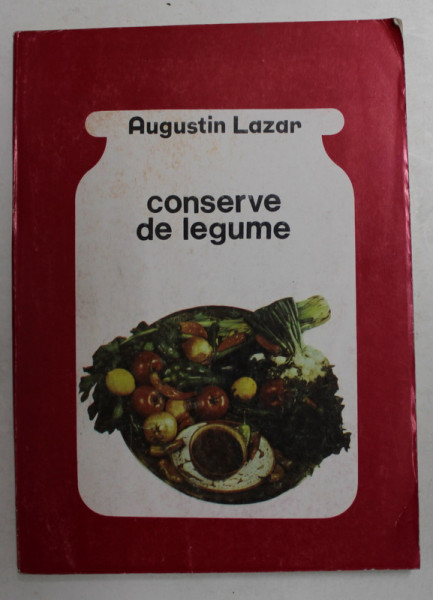 Augustin Lazar
conserve
de legume